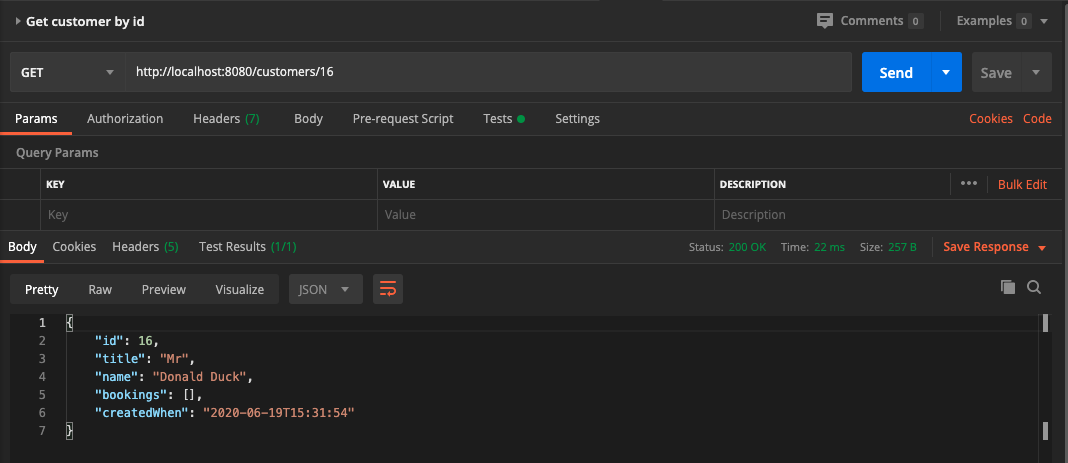 Get customer by id Comments 0 Examples 0
GET http://localhost:8080/customers/16 Send Save
Params Authorization Headers (7) Body Pre-request Script Tests Settings Cookies Code
Query Params
KEY VALUE DESCRIPTION ••• Bulk Edit
Key Value Description
Body Cookies Headers (5) Test Results (1/1) Status: 200 OK Time: 22 ms Size: 257 B Save Response
Pretty Raw Preview Visualize JSON
1 {
2 "id": 16,
3 "title": "Mr",
4 "name": "Donald Duck",
5 "bookings": [],
6 "createdWhen": "2020-06-19T15:31:54"
7 }